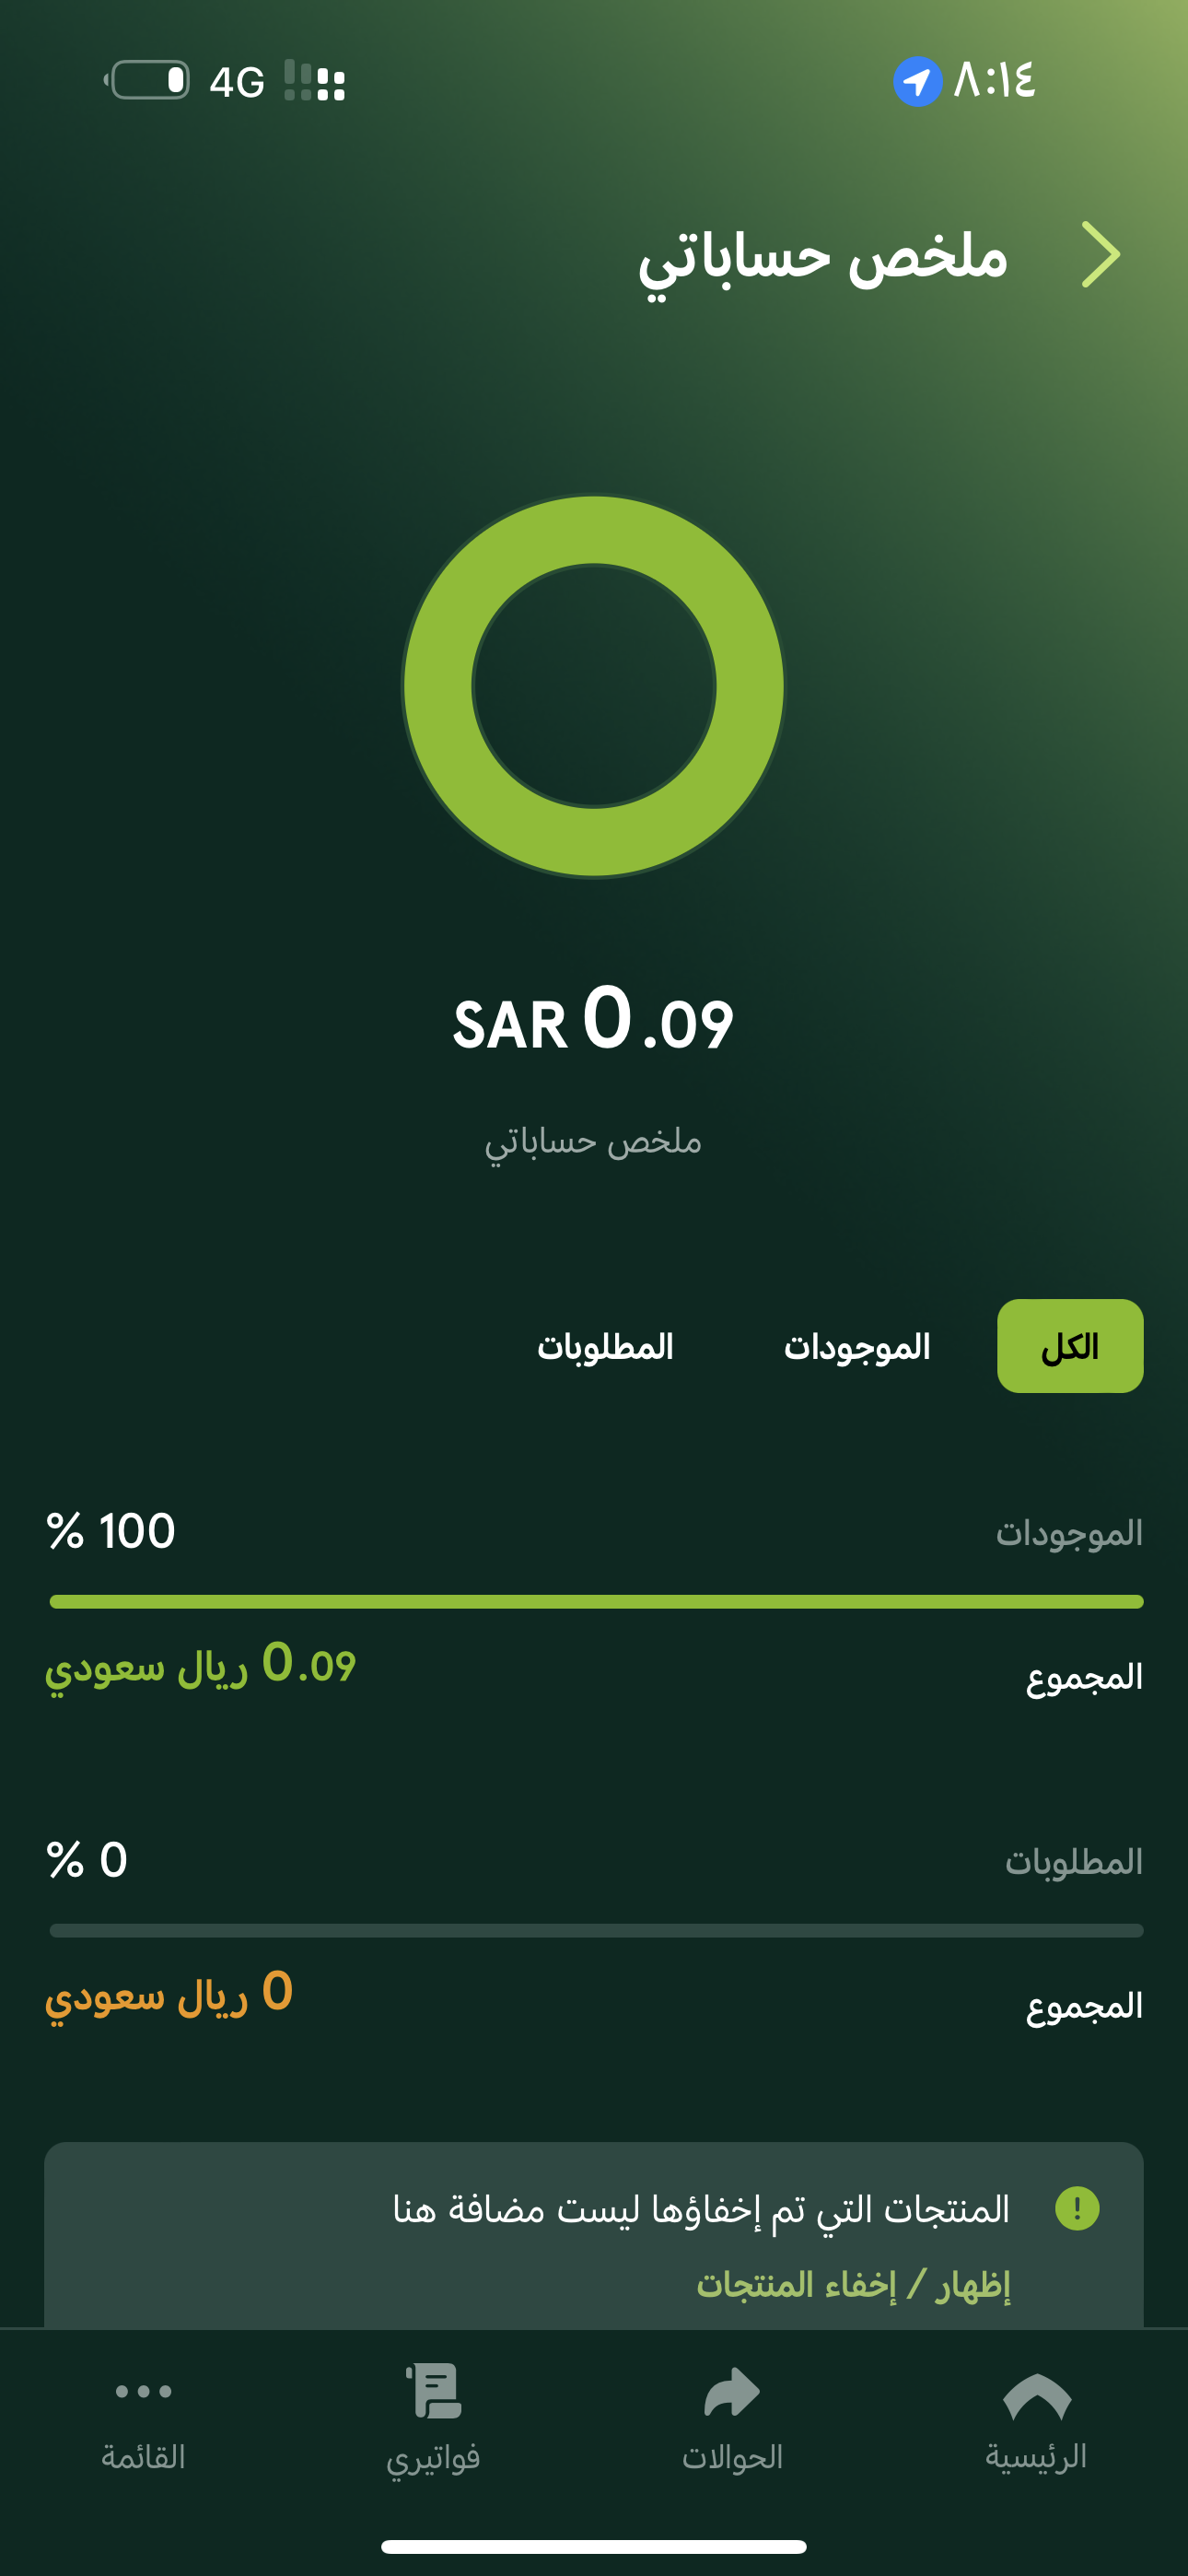 ٨:١٤
4G
ملخص حساباتي
SAR 0.09
ملخص حساباتي
الكل
الموجودات
المطلوبات
الموجودات
% 100
المجموع
0.09 ريال سعودي
المطلوبات
% 0
المجموع
0 ريال سعودي
المنتجات التي تم إخفاؤها ليست مضافة هنا
إظهار / إخفاء المنتجات
الرئيسية
الحوالات
فواتيري
القائمة